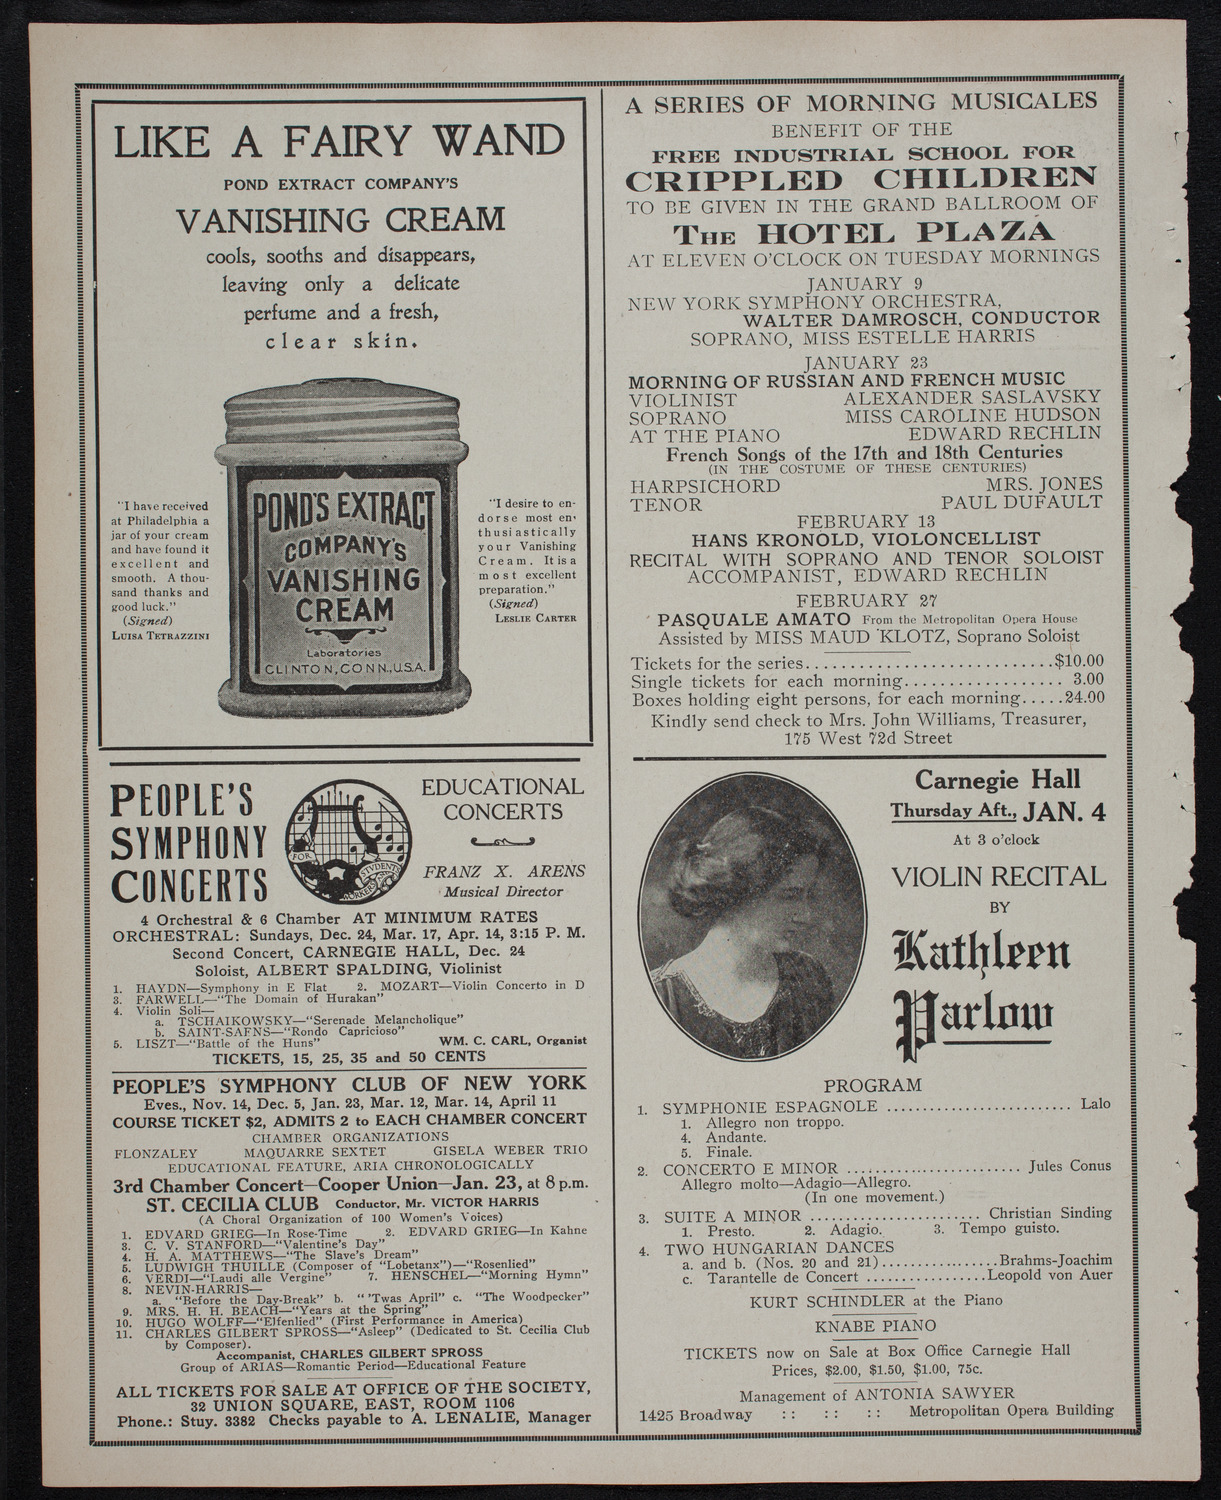 LIKE A FAIRY WAND
POND EXTRACT COMPANY'S
VANISHING CREAM
cools, sooths and disappears,
leaving only a delicate
perfume and a fresh,
clear skin.
"I have received
at Philadelphia a
jar of your cream
and have found it
excellent and
smooth. A thou-
sand thanks and
good luck."
(Signed)
LUISA TETRAZZINI
POND'S EXTRACT
COMPANY'S
VANISHING
CREAM
Laboratories
CLINTON, CONN., U.S.A.
"I desire to en-
dorse most en-
thusiastically
your Vanishing
Cream. It is a
most excellent
preparation."
(Signed)
LESLIE CARTER
PEOPLE'S
SYMPHONY
CONCERTS
FOR STUDENTS WORKERS
EDUCATIONAL
CONCERTS
FRANZ X. ARENS
Musical Director
4 Orchestral & 6 Chamber AT MINIMUM RATES
ORCHESTRAL: Sundays, Dec. 24, Mar. 17, Apr. 14, 3:15 P. M.
Second Concert, CARNEGIE HALL, Dec. 24
Soloist, ALBERT SPALDING, Violinist
1. HAYDN—Symphony in E Flat 2. MOZART—Violin Concerto in D
3. FARWELL—"The Domain of Hurakan"
4. Violin Soli—
a. TSCHAIKOWSKY—"Serenade Melancholique"
b. SAINT-SAFNS—"Rondo Capricioso"
5. LISZT—"Battle of the Huns" WM. C. CARL, Organist
TICKETS, 15, 25, 35 and 50 CENTS
PEOPLE'S SYMPHONY CLUB OF NEW YORK
Eves., Nov. 14, Dec. 5, Jan. 23, Mar. 12, Mar. 14, April 11
COURSE TICKET $2, ADMITS 2 to EACH CHAMBER CONCERT
CHAMBER ORGANIZATIONS
FLONZALEY MAQUARRE SEXTET GISELA WEBER TRIO
EDUCATIONAL FEATURE, ARIA CHRONOLOGICALLY
3rd Chamber Concert—Cooper Union—Jan. 23, at 8 p.m.
ST. CECILIA CLUB Conductor, Mr. VICTOR HARRIS
(A Choral Organization of 100 Women's Voices)
1. EDVARD GRIEG—In Rose-Time 2. EDVARD GRIEG—In Kahne
3. C. V. STANFORD—"Valentine's Day"
4. H. A. MATTHEWS—"The Slave's Dream"
5. LUDWIGH THUILLE (Composer of "Lobetanx")—"Rosenlied"
6. VERDI—"Laudi alle Vergine" 7. HENSCHEL—"Morning Hymn"
8. NEVIN-HARRIS—
a. "Before the Day-Break" b. "'Twas April" c. "The Woodpecker"
9. MRS. H. H. BEACH—"Years at the Spring"
10. HUGO WOLFF—"Elfenlied" (First Performance in America)
11. CHARLES GILBERT SPROSS—"Asleep" (Dedicated to St. Cecilia Club
by Composer).
Accompanist, CHARLES GILBERT SPROSS
Group of ARIAS—Romantic Period—Educational Feature
ALL TICKETS FOR SALE AT OFFICE OF THE SOCIETY,
32 UNION SQUARE, EAST, ROOM 1106
Phone.: Stuy. 3382 Checks payable to A. LENALIE, Manager
A SERIES OF MORNING MUSICALES
BENEFIT OF THE
FREE INDUSTRIAL SCHOOL FOR
CRIPPLED CHILDREN
TO BE GIVEN IN THE GRAND BALLROOM OF
THE HOTEL PLAZA
AT ELEVEN O'CLOCK ON TUESDAY MORNINGS
JANUARY 9
NEW YORK SYMPHONY ORCHESTRA,
WALTER DAMROSCH, CONDUCTOR
SOPRANO, MISS ESTELLE HARRIS
JANUARY 23
MORNING OF RUSSIAN AND FRENCH MUSIC
VIOLINIST ALEXANDER SASLAVSKY
SOPRANO MISS CAROLINE HUDSON
AT THE PIANO EDWARD RECHLIN
French Songs of the 17th and 18th Centuries
(IN THE COSTUME OF THESE CENTURIES)
HARPSICHORD MRS. JONES
TENOR PAUL DUFAULT
FEBRUARY 13
HANS KRONOLD, VIOLONCELLIST
RECITAL WITH SOPRANO AND TENOR SOLOIST
ACCOMPANIST, EDWARD RECHLIN
FEBRUARY 27
PASQUALE AMATO From the Metropolitan Opera House
Assisted by MISS MAUD KLOTZ, Soprano Soloist
Tickets for the series............................$10.00
Single tickets for each morning.................. 3.00
Boxes holding eight persons, for each morning.....24.00
Kindly send check to Mrs. John Williams, Treasurer,
175 West 72d Street
Carnegie Hall
Thursday Aft., JAN. 4
At 3 o'clock
VIOLIN RECITAL
BY
Kathleen
Parlow
PROGRAM
1. SYMPHONIE ESPAGNOLE .......................... Lalo
1. Allegro non troppo.
4. Andante.
5. Finale.
2. CONCERTO E MINOR ........................ Jules Conus
Allegro molto—Adagio—Allegro.
(In one movement.)
3. SUITE A MINOR ........................ Christian Sinding
1. Presto. 2. Adagio. 3. Tempo guisto.
4. TWO HUNGARIAN DANCES
a. and b. (Nos. 20 and 21)................Brahms-Joachim
c. Tarantelle de Concert ................Leopold von Auer
KURT SCHINDLER at the Piano
KNABE PIANO
TICKETS now on Sale at Box Office Carnegie Hall
Prices, $2.00, $1.50, $1.00, 75c.
Management of ANTONIA SAWYER
1425 Broadway :: :: :: Metropolitan Opera Building